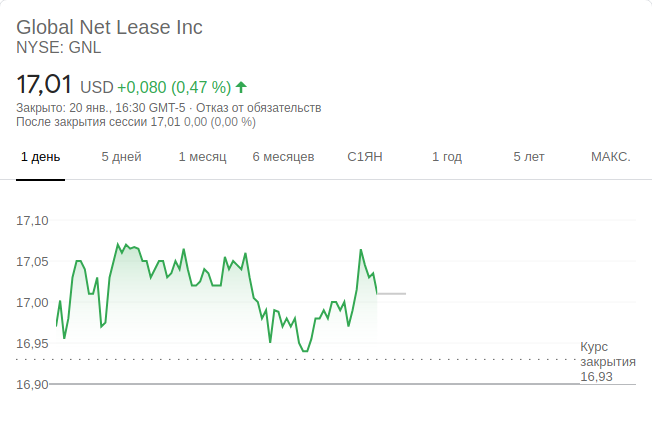 Global Net Lease Inc
NYSE: GNL
17,01 USD +0,080 (0,47 %)
Закрыто: 20 янв., 16:30 GMT-5 · Отказ от обязательств
После закрытия сессии 17,01 0,00 (0,00 %)
1 день 5 дней 1 месяц 6 месяцев С1ЯН 1 год 5 лет МАКС.
17,10
17,05
17,00
16,95
16,90
Курс
закрытия
16,93